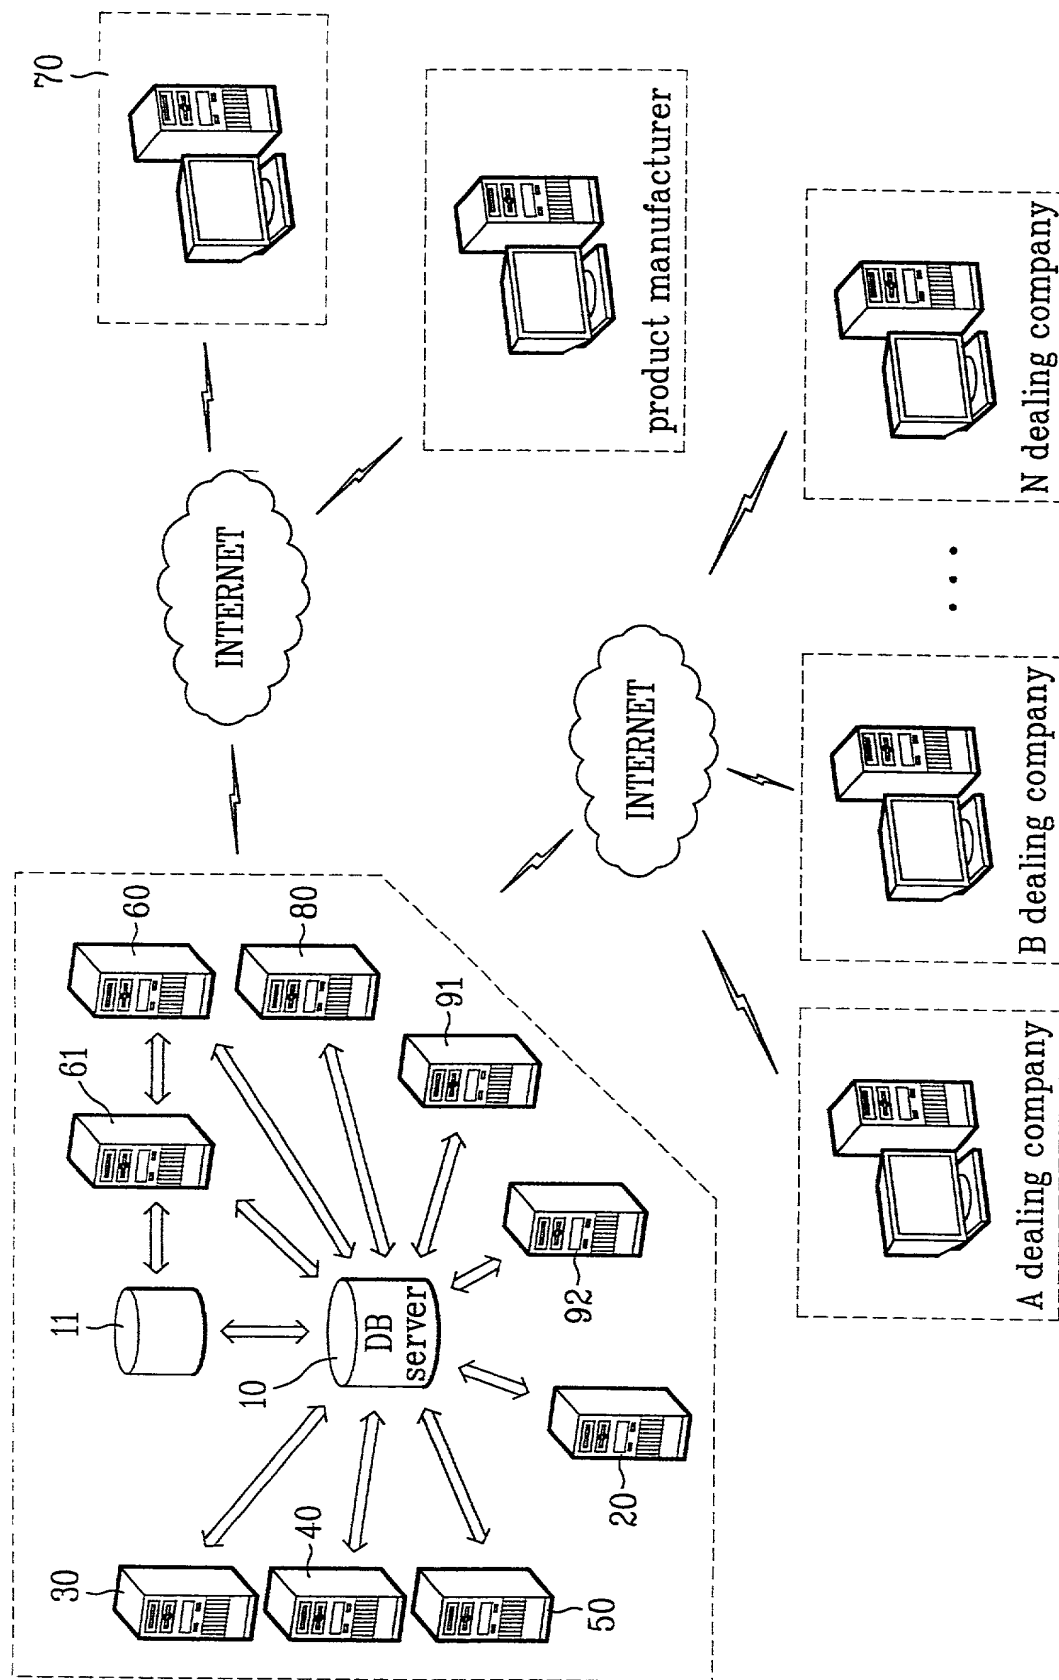 30
40
50
11
10
DB
server
20
61
60
80
91
92
INTERNET
INTERNET
70
product manufacturer
A dealing company
B dealing company
• • •
N dealing company